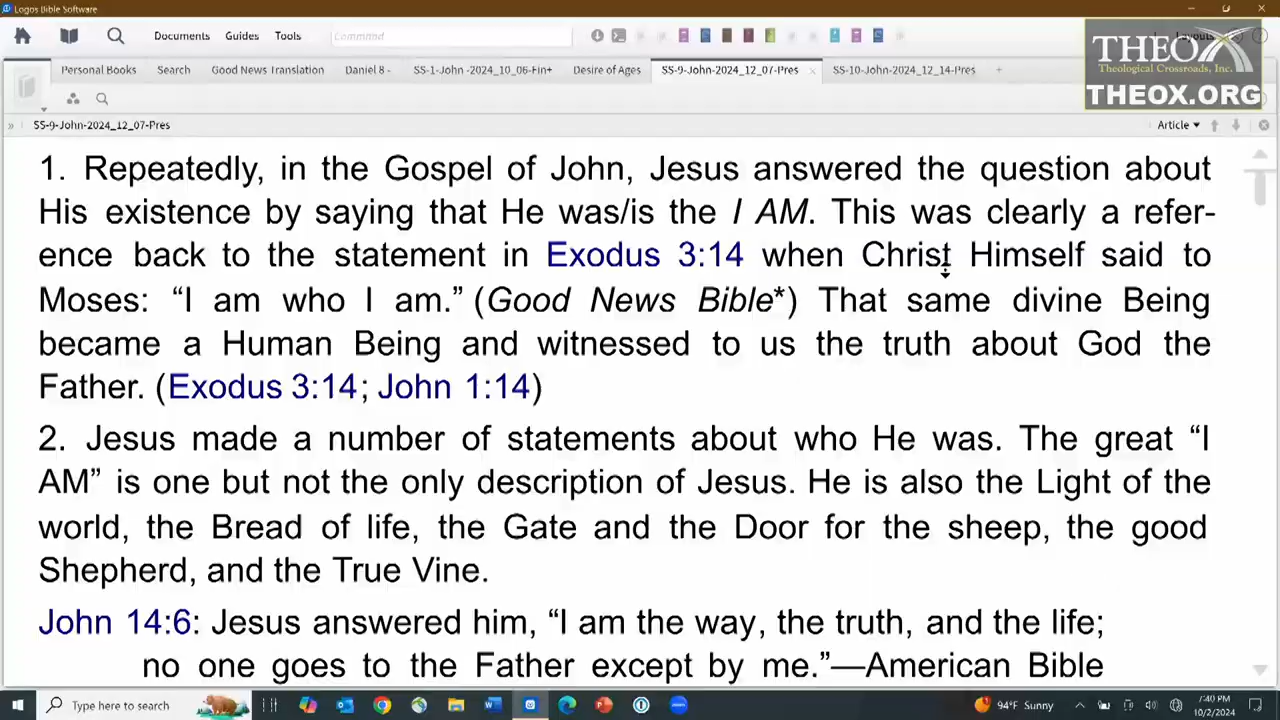 Logos Bible Software
Documents Guides Tools Command
THEOX
Theological Crossroads, Inc.
THEOX.ORG
Personal Books Search Good News Translation Daniel 8 - Desire of Ages SS-9-John-2024_12_07-Pres SS-10-John-2024_12_14-Pres
SS-9-John-2024_12_07-Pres Article
1. Repeatedly, in the Gospel of John, Jesus answered the question about
His existence by saying that He was/is the I AM. This was clearly a refer-
ence back to the statement in Exodus 3:14 when Christ Himself said to
Moses: “I am who I am.” (Good News Bible*) That same divine Being
became a Human Being and witnessed to us the truth about God the
Father. (Exodus 3:14; John 1:14)
2. Jesus made a number of statements about who He was. The great “I
AM” is one but not the only description of Jesus. He is also the Light of the
world, the Bread of life, the Gate and the Door for the sheep, the good
Shepherd, and the True Vine.
John 14:6: Jesus answered him, “I am the way, the truth, and the life;
no one goes to the Father except by me.”—American Bible
Type here to search
94°F Sunny
7:40 PM
10/2/2024